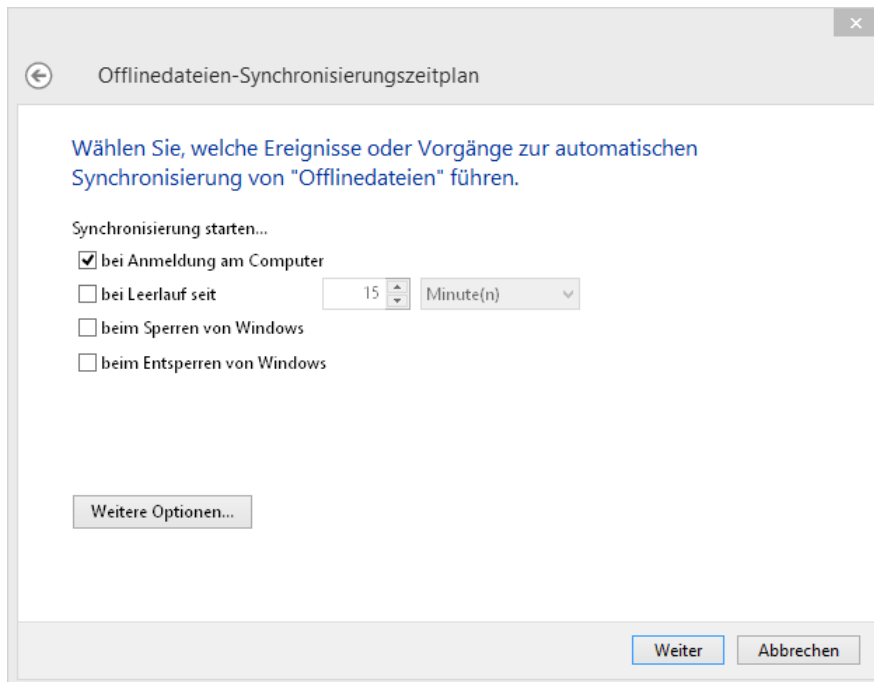 Offlinedateien-Synchronisierungszeitplan
Wählen Sie, welche Ereignisse oder Vorgänge zur automatischen
Synchronisierung von "Offlinedateien" führen.
Synchronisierung starten...
bei Anmeldung am Computer
bei Leerlauf seit 15 Minute(n)
beim Sperren von Windows
beim Entsperren von Windows
Weitere Optionen...
Weiter Abbrechen